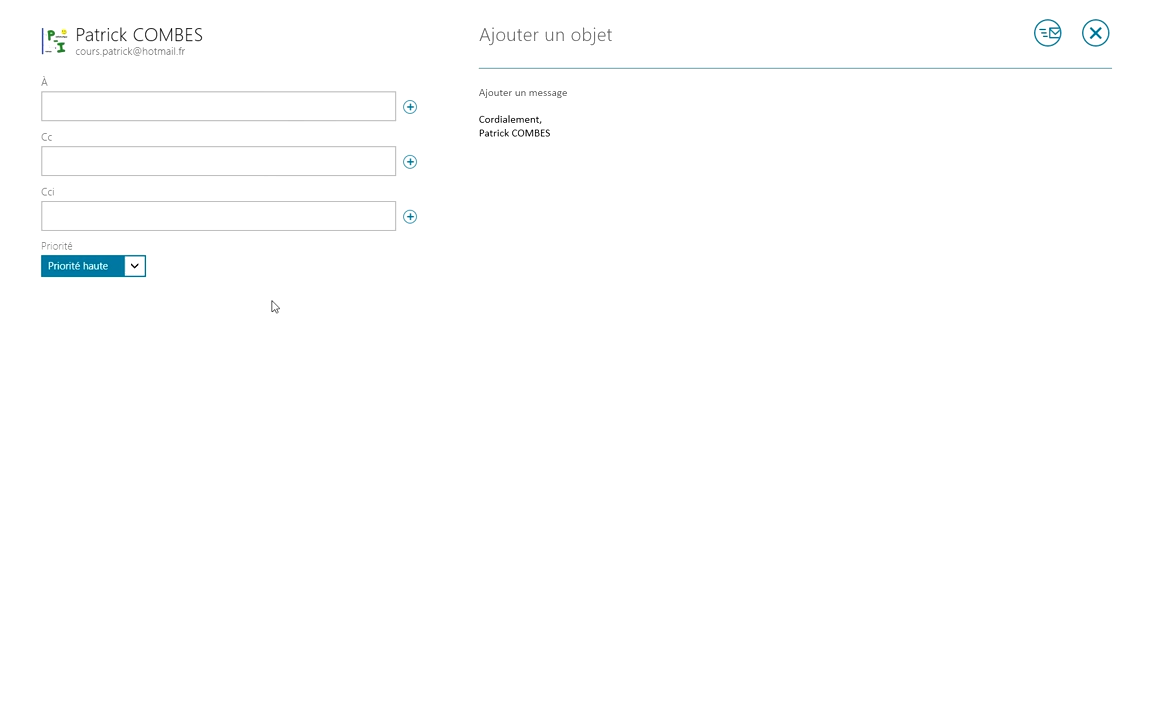 Patrick COMBES
cours.patrick@hotmail.fr
À
Cc
Cci
Priorité
Priorité haute
Ajouter un objet
Ajouter un message
Cordialement,
Patrick COMBES